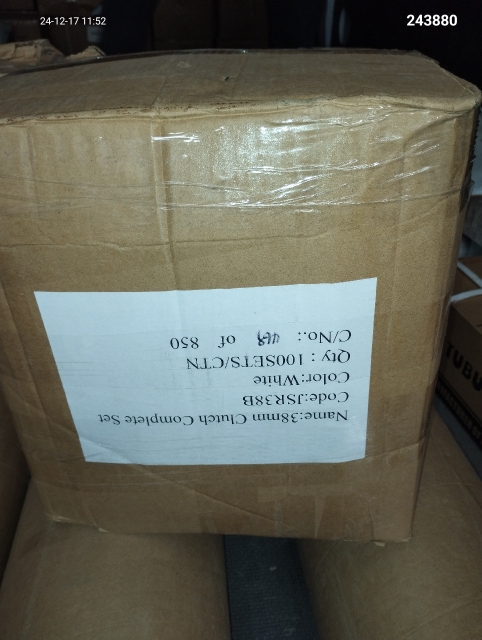 24-12-17 11:52
243880
Name:38mm Clutch Complete Set
Code:JSR38B
Color:White
Qty : 100SETS/CTN
C/No.: of 850
TUBU